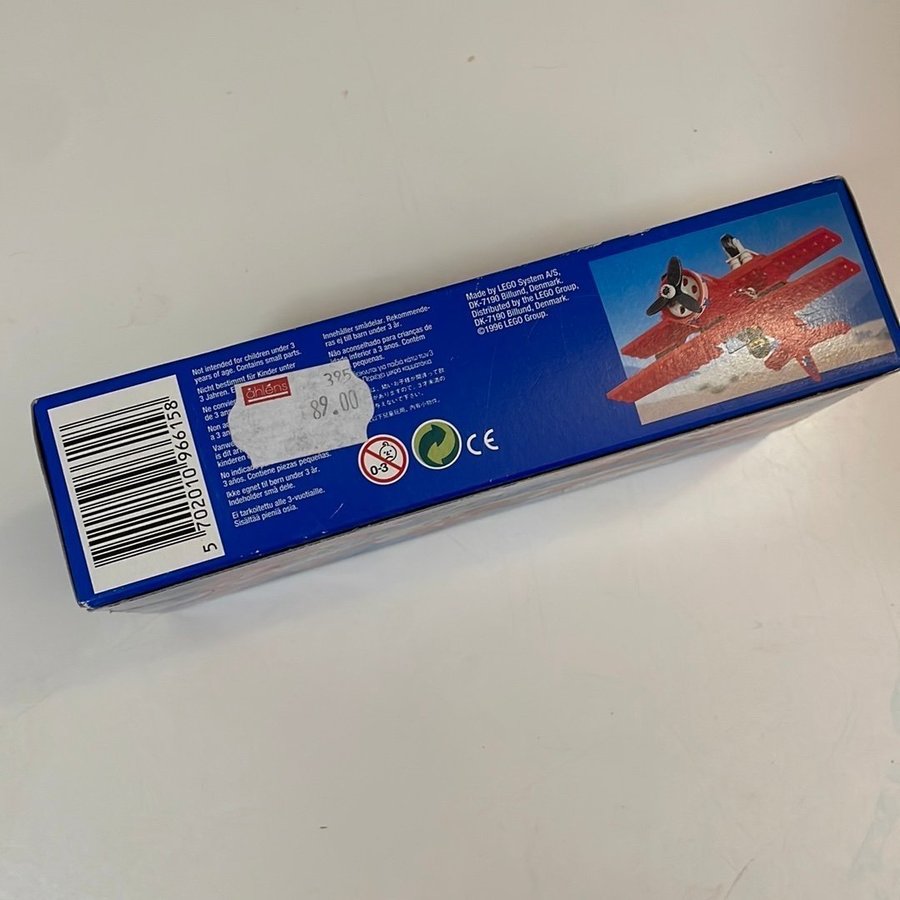 5 702010 966158
Not intended for children under 3
years of age. Contains small parts.
Nicht bestimmt für Kinder unter
3 Jahren.
Ne convie
de 3 an
Non a
a 3 an
Vanwe
is dit ar
kinderen
No indicad
3 años. Contiene piezas pequeñas.
Ikke egnet til børn under 3 år.
Indeholder små dele.
Ei tarkoitettu alle 3-vuotiaille.
Sisältää pieniä osia.
Innehåller smådelar. Rekommende-
ras ej till barn under 3 år.
Não aconselhado para crianças de
idade inferior a 3 anos. Contém
pequenas.
åhléns
395
89.00
0-3
CE
Made by LEGO System A/S,
DK-7190 Billund, Denmark.
Distributed by the LEGO Group,
DK-7190 Billund, Denmark.
©1996 LEGO Group.